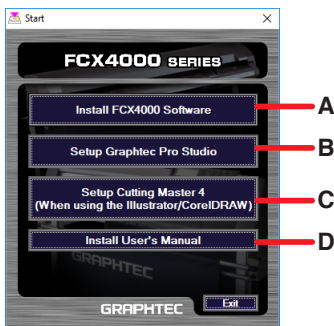 Start
FCX4000 SERIES
Install FCX4000 Software
A
Setup Graphtec Pro Studio
B
Setup Cutting Master 4
(When using the Illustrator/CorelDRAW)
C
Install User's Manual
D
GRAPHTEC
GRAPHTEC
Exit